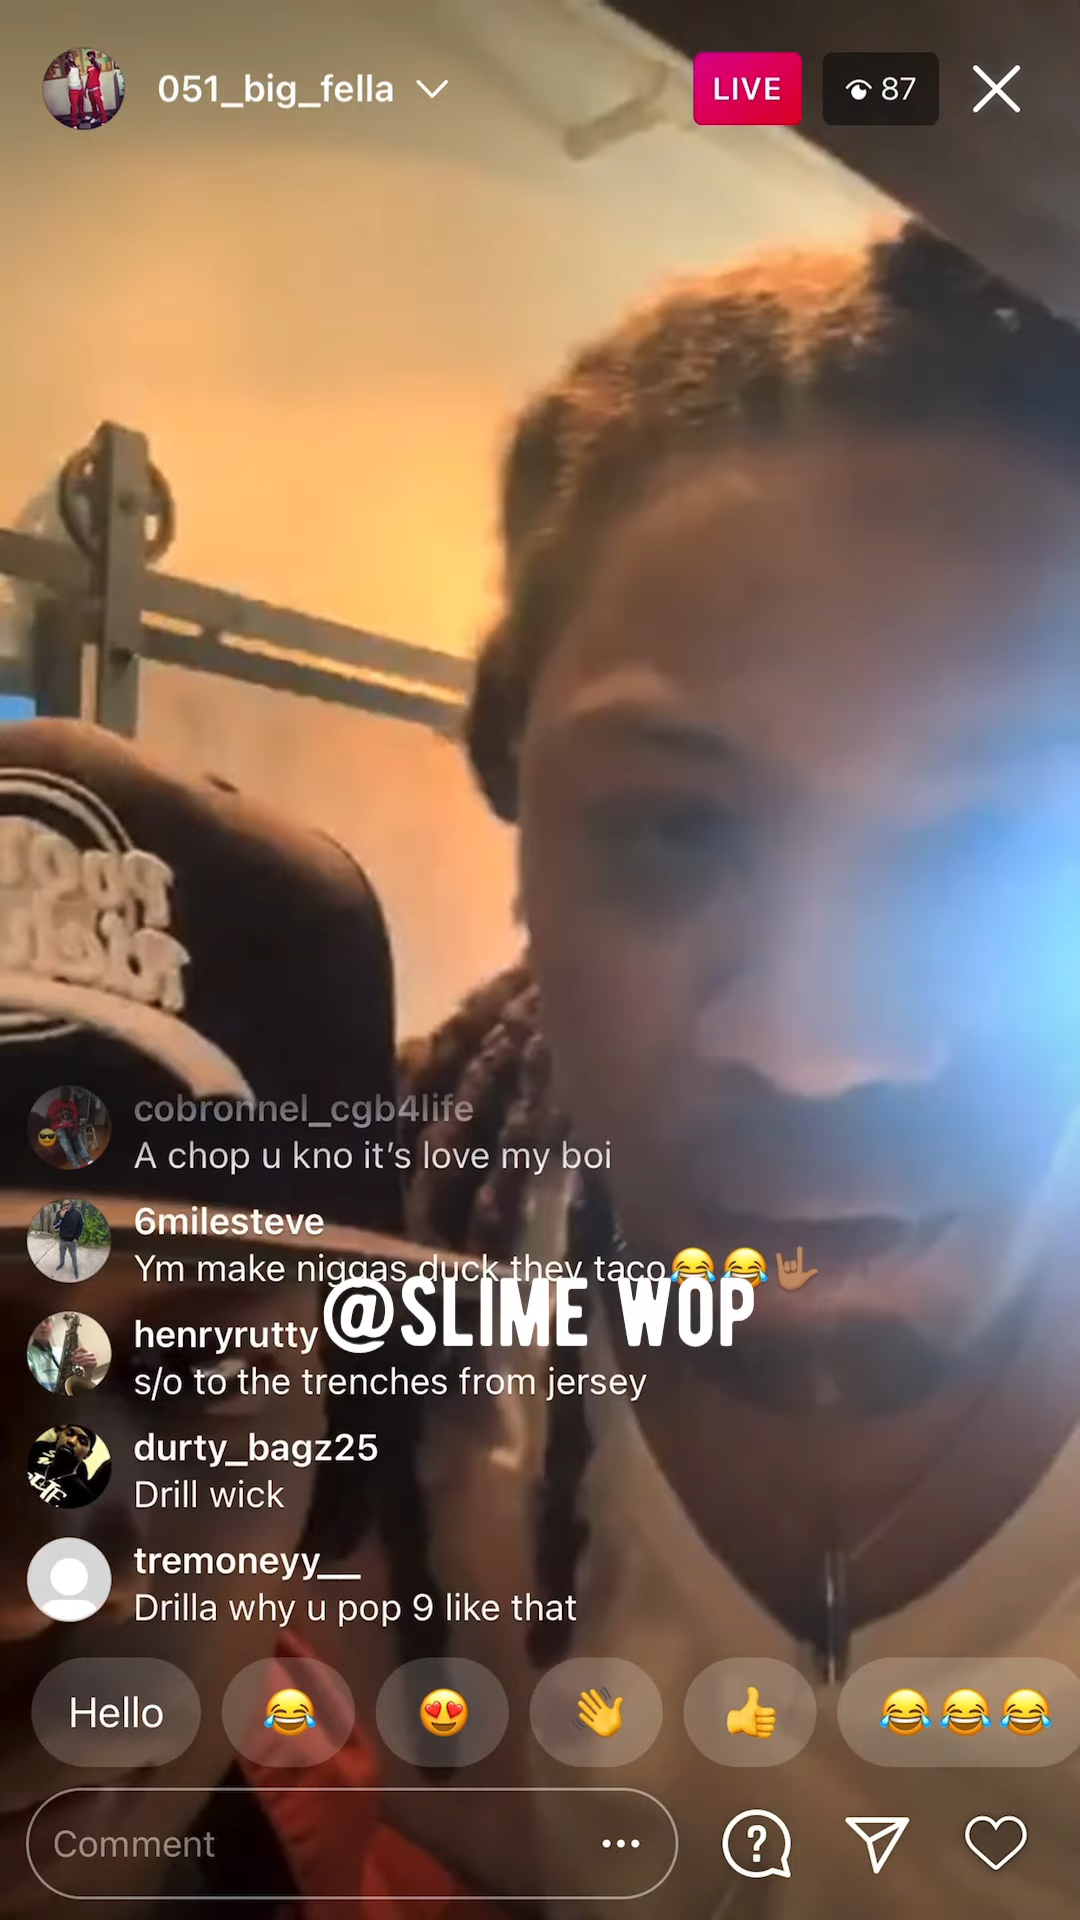 051_big_fella
LIVE
87
cobronnel_cgb4life
A chop u kno it's love my boi
6milesteve
Ym make niggas duck they taco😂😂🤟🏽
@SLIME WOP
henryrutty
s/o to the trenches from jersey
durty_bagz25
Drill wick
tremoneyy__
Drilla why u pop 9 like that
Hello 😂 😍 👋 👍 😂😂😂
Comment